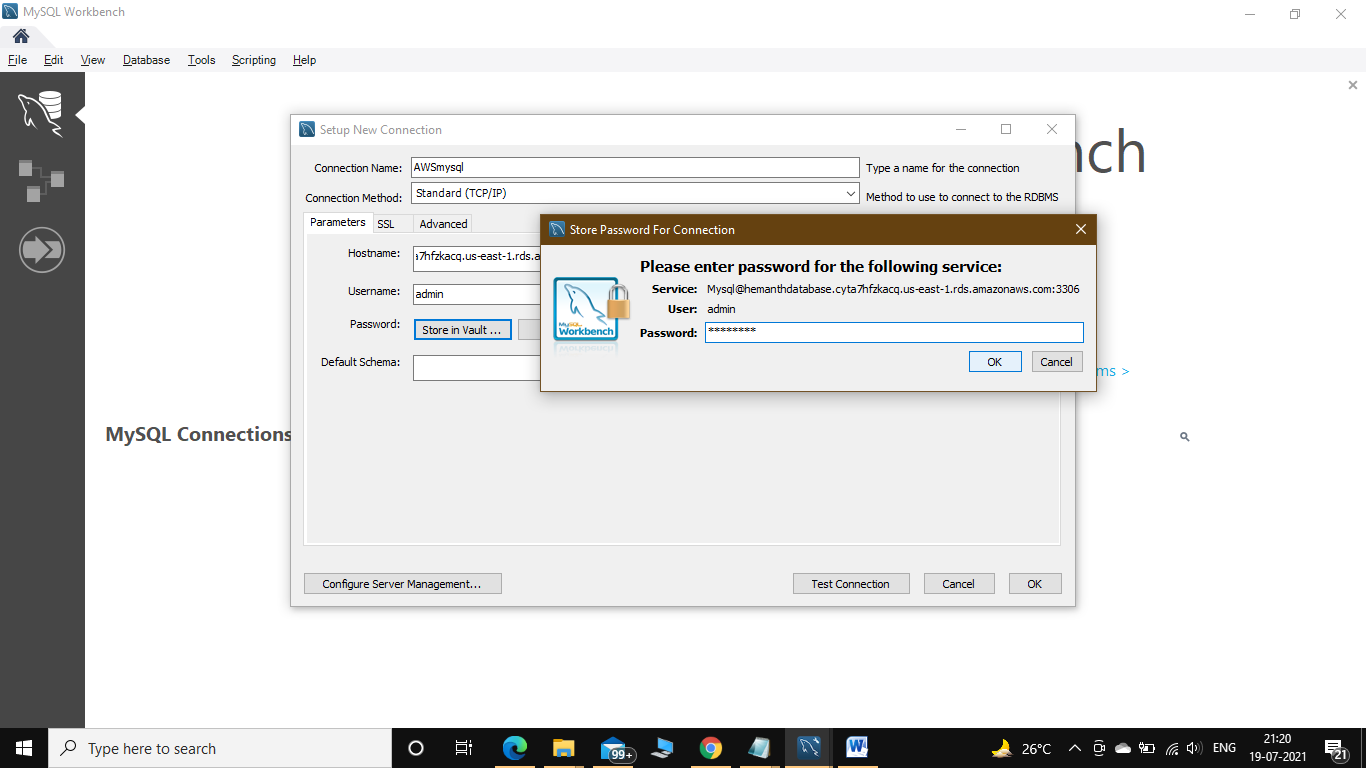 MySQL Workbench
File Edit View Database Tools Scripting Help
nch
Setup New Connection
Connection Name: AWSmysql Type a name for the connection
Connection Method: Standard (TCP/IP) Method to use to connect to the RDBMS
Parameters SSL Advanced
Hostname: a7hfzkacq.us-east-1.rds.a
Username: admin
Password: Store in Vault ...
Default Schema:
Store Password For Connection
Please enter password for the following service:
Service: Mysql@hemanthdatabase.cyta7hfzkacq.us-east-1.rds.amazonaws.com:3306
User: admin
Password: ********
MySQL Workbench
OK Cancel
ms >
MySQL Connections
Configure Server Management... Test Connection Cancel OK
Type here to search
99+
26°C
ENG
21:20
19-07-2021
21